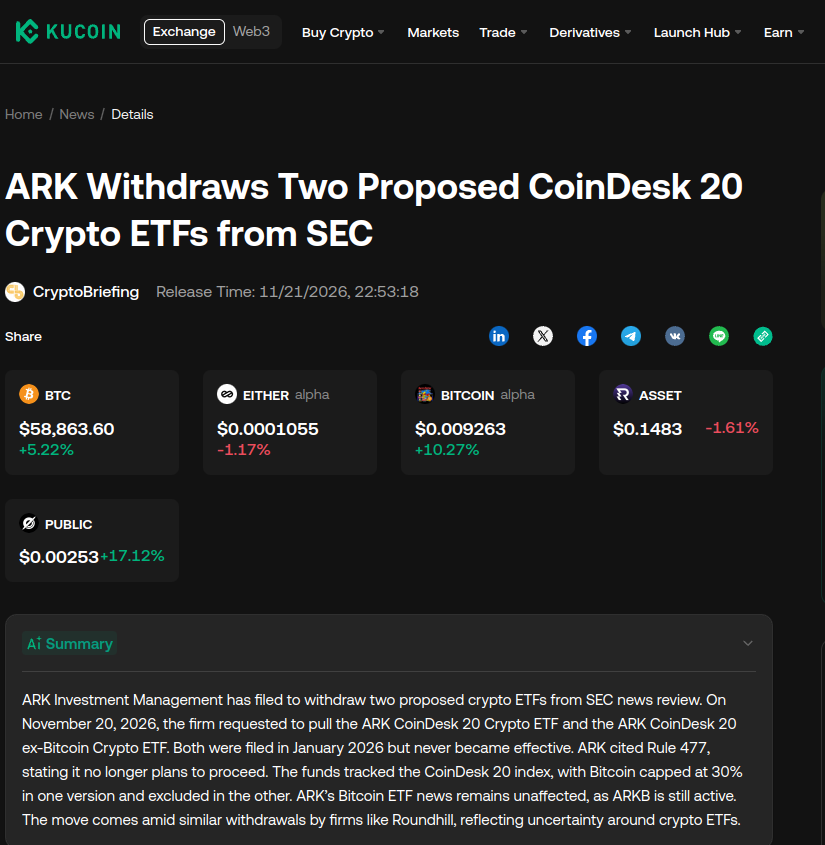 KUCOIN Exchange Web3 Buy Crypto Markets Trade Derivatives Launch Hub Earn
Home / News / Details
ARK Withdraws Two Proposed CoinDesk 20
Crypto ETFs from SEC
CryptoBriefing Release Time: 11/21/2026, 22:53:18
Share
BTC
$58,863.60
+5.22%
EITHER alpha
$0.0001055
-1.17%
BITCOIN alpha
$0.009263
+10.27%
ASSET
$0.1483 -1.61%
PUBLIC
$0.00253 +17.12%
Ai Summary
ARK Investment Management has filed to withdraw two proposed crypto ETFs from SEC news review. On
November 20, 2026, the firm requested to pull the ARK CoinDesk 20 Crypto ETF and the ARK CoinDesk 20
ex-Bitcoin Crypto ETF. Both were filed in January 2026 but never became effective. ARK cited Rule 477,
stating it no longer plans to proceed. The funds tracked the CoinDesk 20 index, with Bitcoin capped at 30%
in one version and excluded in the other. ARK’s Bitcoin ETF news remains unaffected, as ARKB is still active.
The move comes amid similar withdrawals by firms like Roundhill, reflecting uncertainty around crypto ETFs.